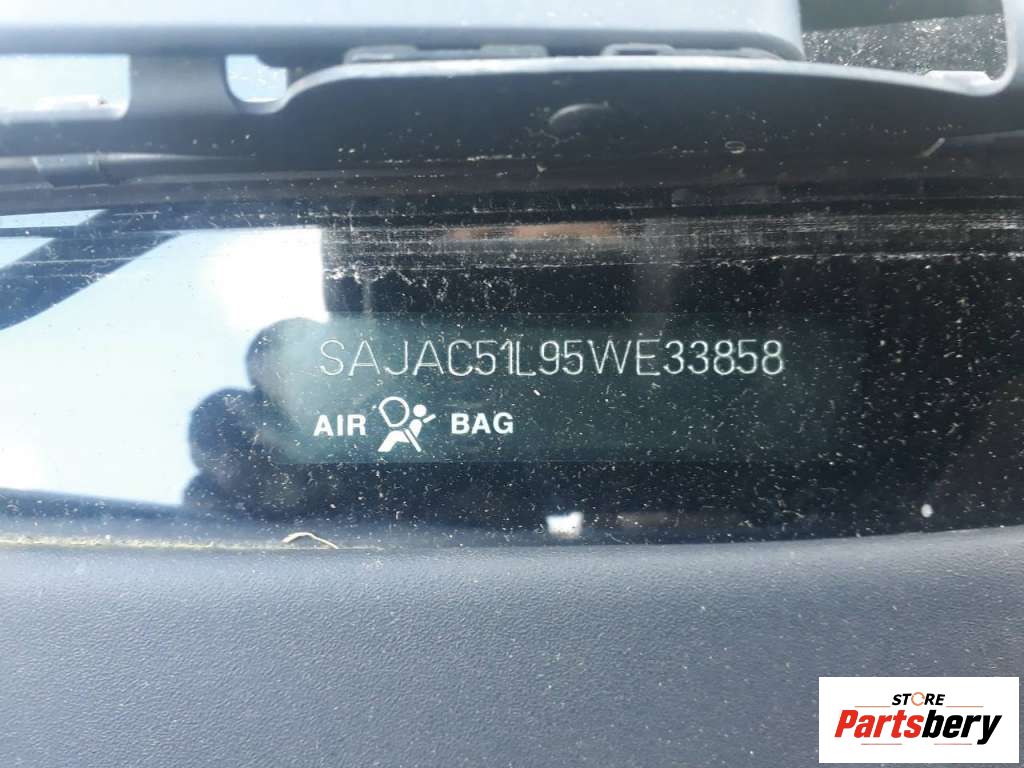 SAJAC51L95WE33858
AIR BAG
STORE
Partsbery